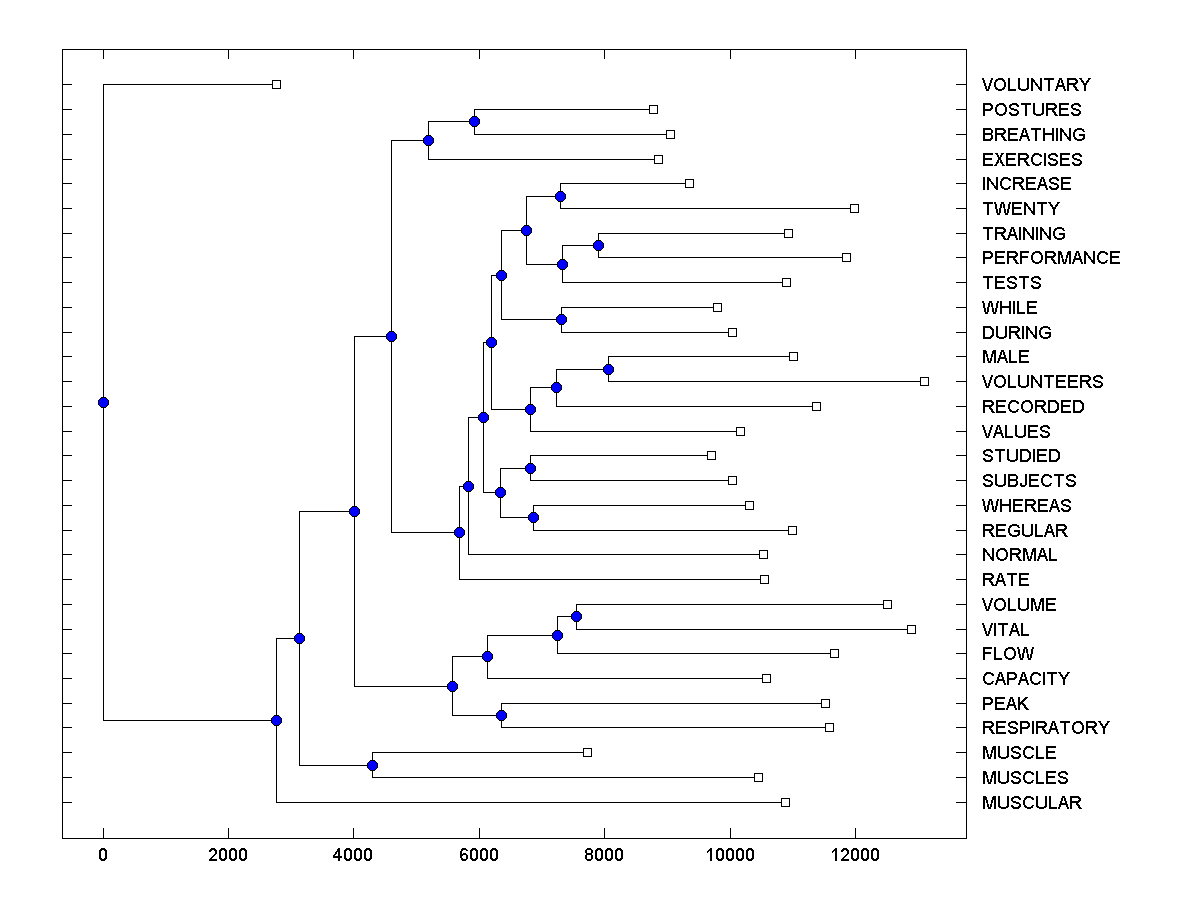 VOLUNTARY
POSTURES
BREATHING
EXERCISES
INCREASE
TWENTY
TRAINING
PERFORMANCE
TESTS
WHILE
DURING
MALE
VOLUNTEERS
RECORDED
VALUES
STUDIED
SUBJECTS
WHEREAS
REGULAR
NORMAL
RATE
VOLUME
VITAL
FLOW
CAPACITY
PEAK
RESPIRATORY
MUSCLE
MUSCLES
MUSCULAR
0 2000 4000 6000 8000 10000 12000